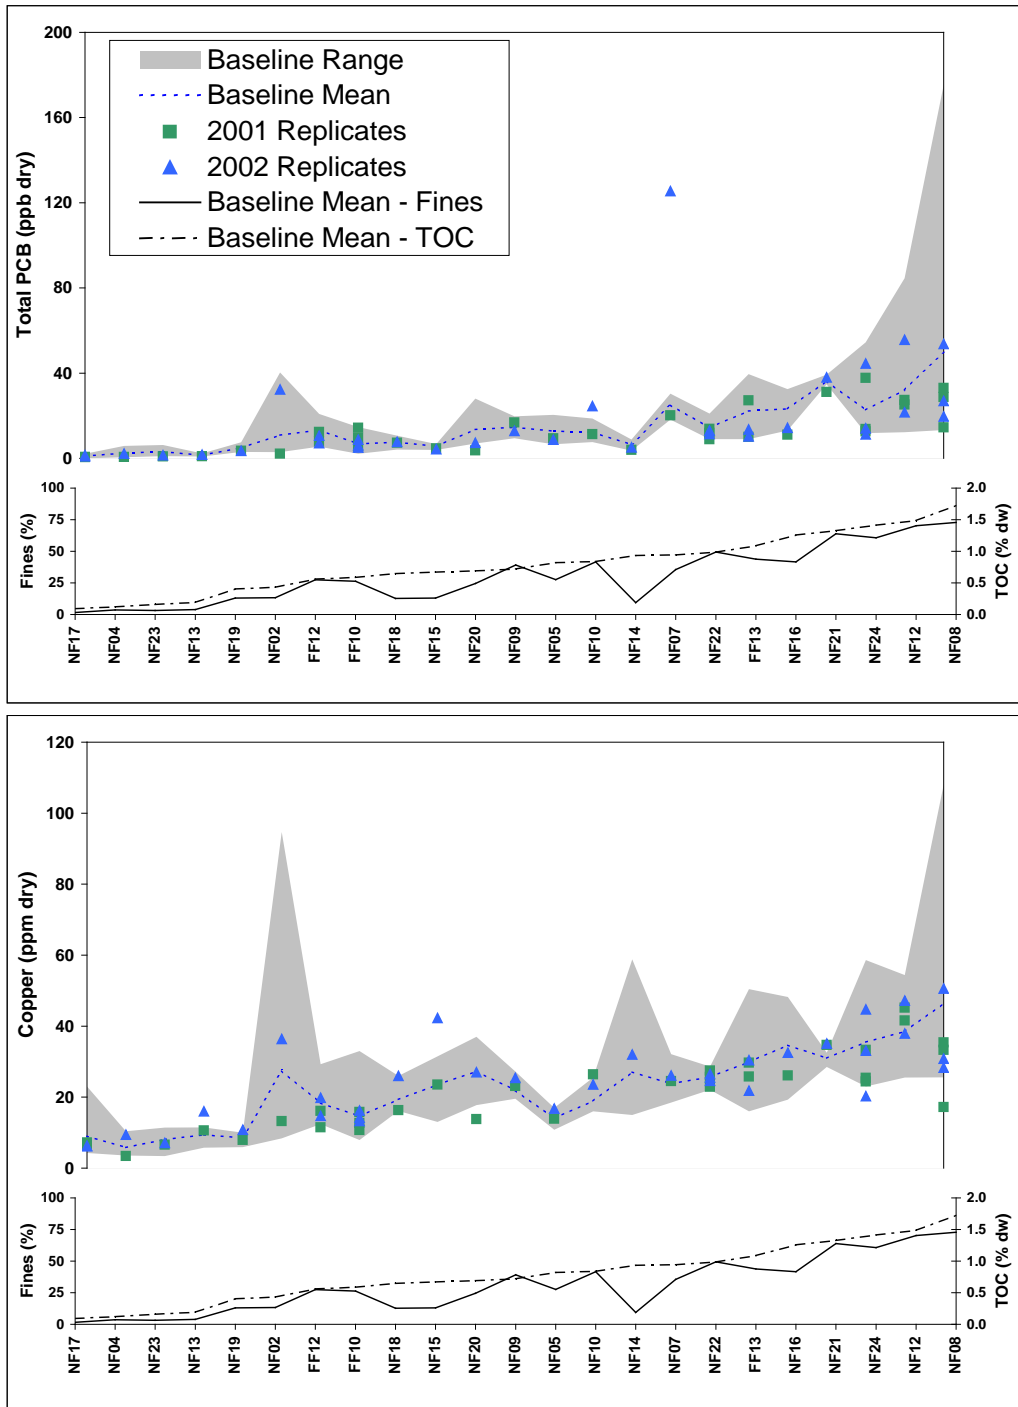 200
160
120
80
40
0
Total PCB (ppb dry)
Baseline Range
Baseline Mean
2001 Replicates
2002 Replicates
Baseline Mean - Fines
Baseline Mean - TOC
100
75
50
25
0
Fines (%)
2.0
1.5
1.0
0.5
0.0
TOC (% dw)
NF17
NF04
NF23
NF13
NF19
NF02
FF12
FF10
NF18
NF15
NF20
NF09
NF05
NF10
NF14
NF07
NF22
FF13
NF16
NF21
NF24
NF12
NF08
120
100
80
60
40
20
0
Copper (ppm dry)
100
75
50
25
0
Fines (%)
2.0
1.5
1.0
0.5
0.0
TOC (% dw)
NF17
NF04
NF23
NF13
NF19
NF02
FF12
FF10
NF18
NF15
NF20
NF09
NF05
NF10
NF14
NF07
NF22
FF13
NF16
NF21
NF24
NF12
NF08